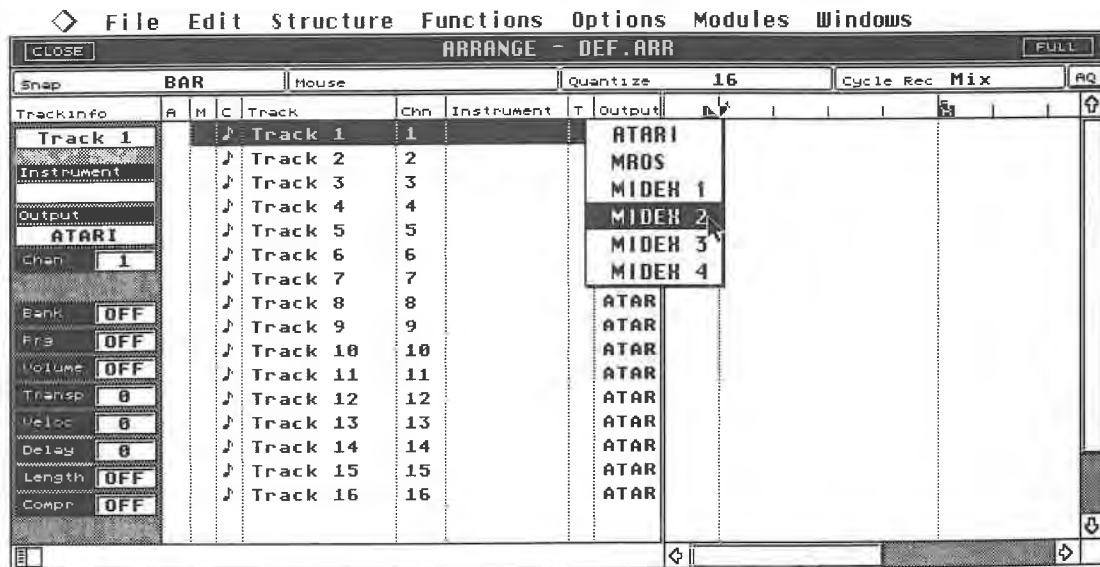 File Edit Structure Functions Options Modules Windows
CLOSE ARRANGE - DEF.ARR FULL
Snap BAR Mouse Quantize 16 Cycle Rec Mix AQ
Trackinfo A M C Track Chn Instrument T Output
Track 1
Instrument
Output
ATARI
Chan 1
Bank OFF
Prg OFF
Volume OFF
Transp 0
Veloc 0
Delay 0
Length OFF
Compr OFF
Track 1 1
Track 2 2
Track 3 3
Track 4 4
Track 5 5
Track 6 6
Track 7 7
Track 8 8 ATAR
Track 9 9 ATAR
Track 10 10 ATAR
Track 11 11 ATAR
Track 12 12 ATAR
Track 13 13 ATAR
Track 14 14 ATAR
Track 15 15 ATAR
Track 16 16 ATAR
ATARI
MROS
MIDEX 1
MIDEX 2
MIDEX 3
MIDEX 4